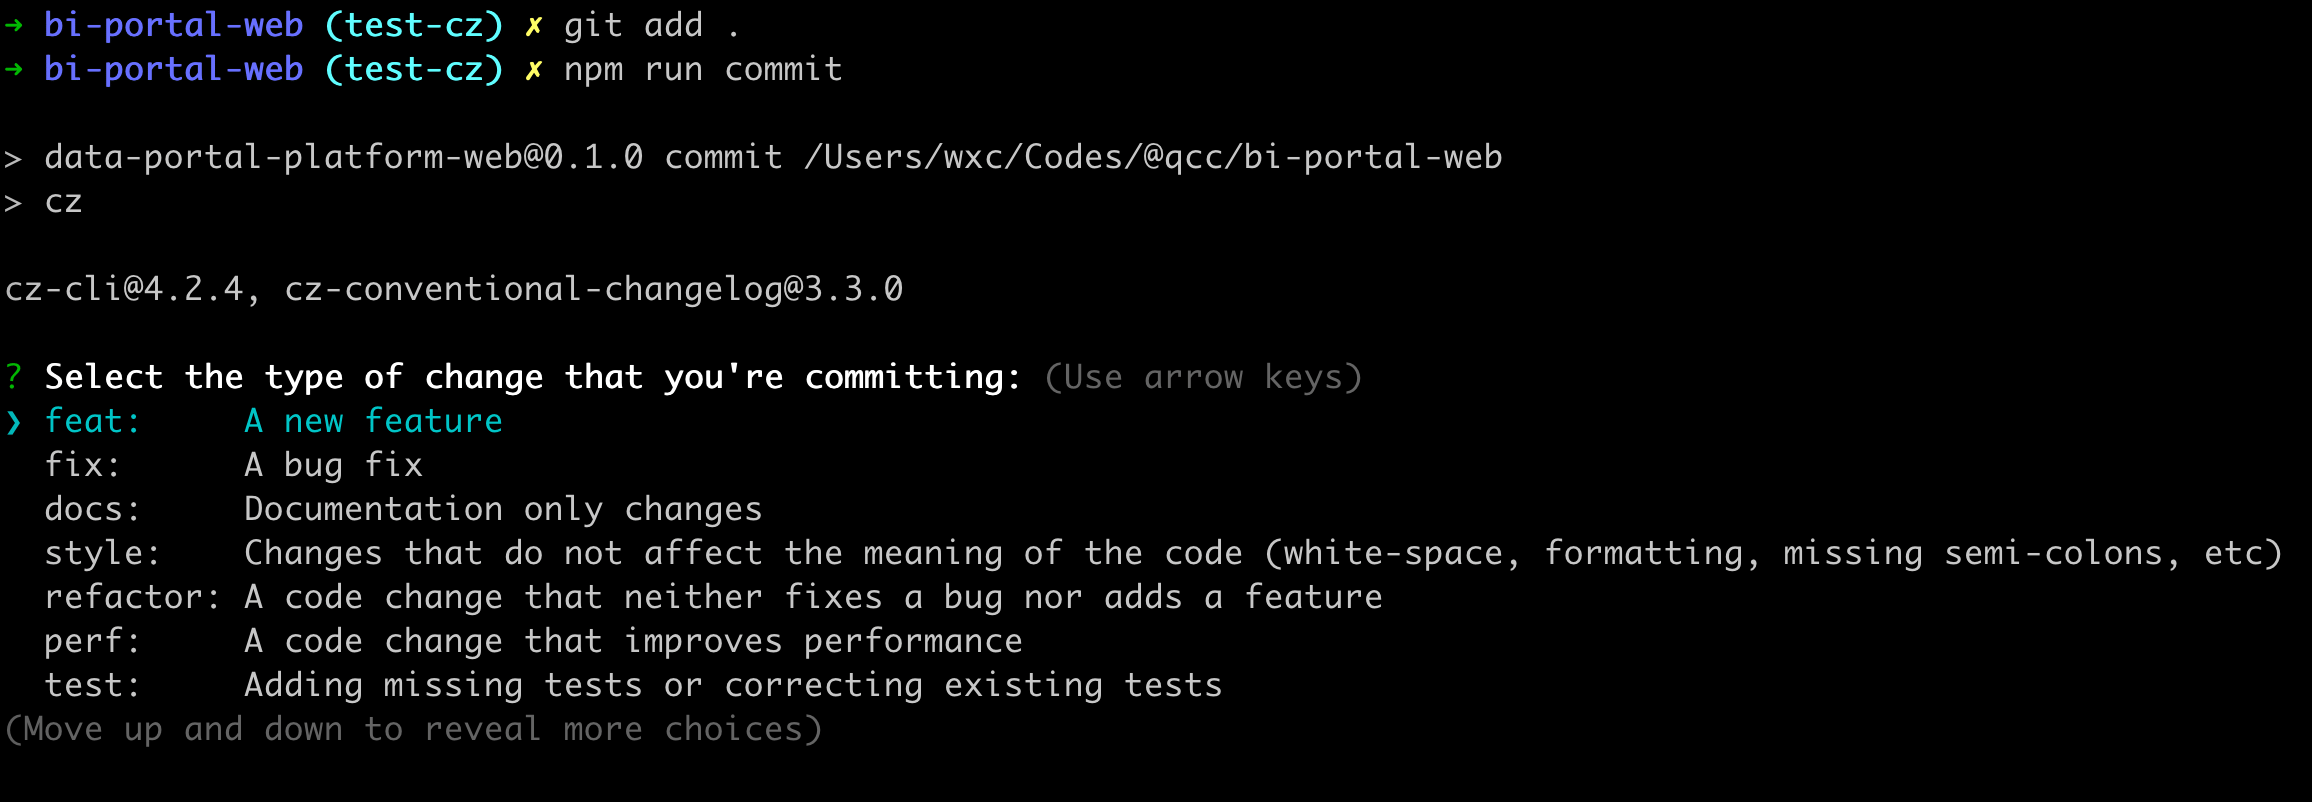 ➜ bi-portal-web (test-cz) ✗ git add .
➜ bi-portal-web (test-cz) ✗ npm run commit
> data-portal-platform-web@0.1.0 commit /Users/wxc/Codes/@qcc/bi-portal-web
> cz
cz-cli@4.2.4, cz-conventional-changelog@3.3.0
? Select the type of change that you're committing: (Use arrow keys)
❯ feat:     A new feature
  fix:      A bug fix
  docs:     Documentation only changes
  style:    Changes that do not affect the meaning of the code (white-space, formatting, missing semi-colons, etc)
  refactor: A code change that neither fixes a bug nor adds a feature
  perf:     A code change that improves performance
  test:     Adding missing tests or correcting existing tests
(Move up and down to reveal more choices)